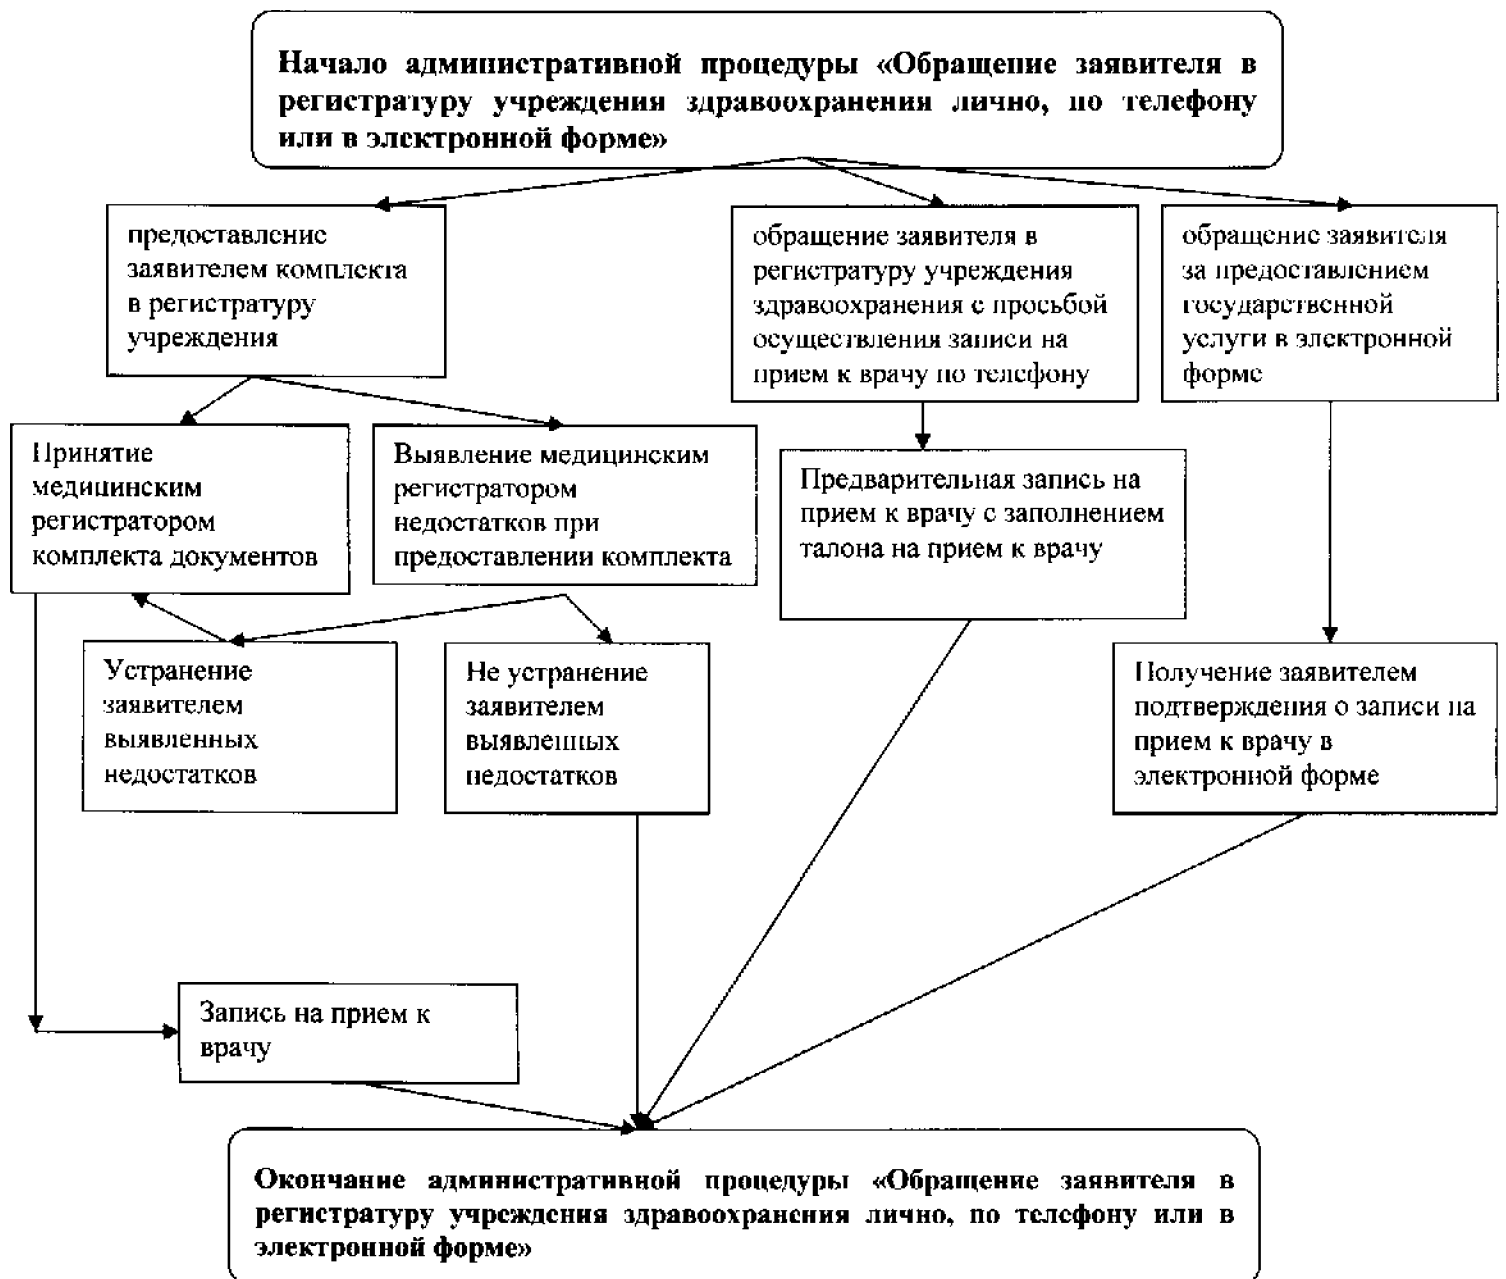 Начало административной процедуры «Обращение заявителя в
регистратуру учреждения здравоохранения лично, по телефону
или в электронной форме»
предоставление
заявителем комплекта
в регистратуру
учреждения
обращение заявителя в
регистратуру учреждения
здравоохранения с просьбой
осуществления записи на
прием к врачу по телефону
обращение заявителя
за предоставлением
государственной
услуги в электронной
форме
Принятие
медицинским
регистратором
комплекта документов
Выявление медицинским
регистратором
недостатков при
предоставлении комплекта
Предварительная запись на
прием к врачу с заполнением
талона на прием к врачу
Устранение
заявителем
выявленных
недостатков
Не устранение
заявителем
выявленных
недостатков
Получение заявителем
подтверждения о записи на
прием к врачу в
электронной форме
Запись на прием к
врачу
Окончание административной процедуры «Обращение заявителя в
регистратуру учреждения здравоохранения лично, по телефону или в
электронной форме»